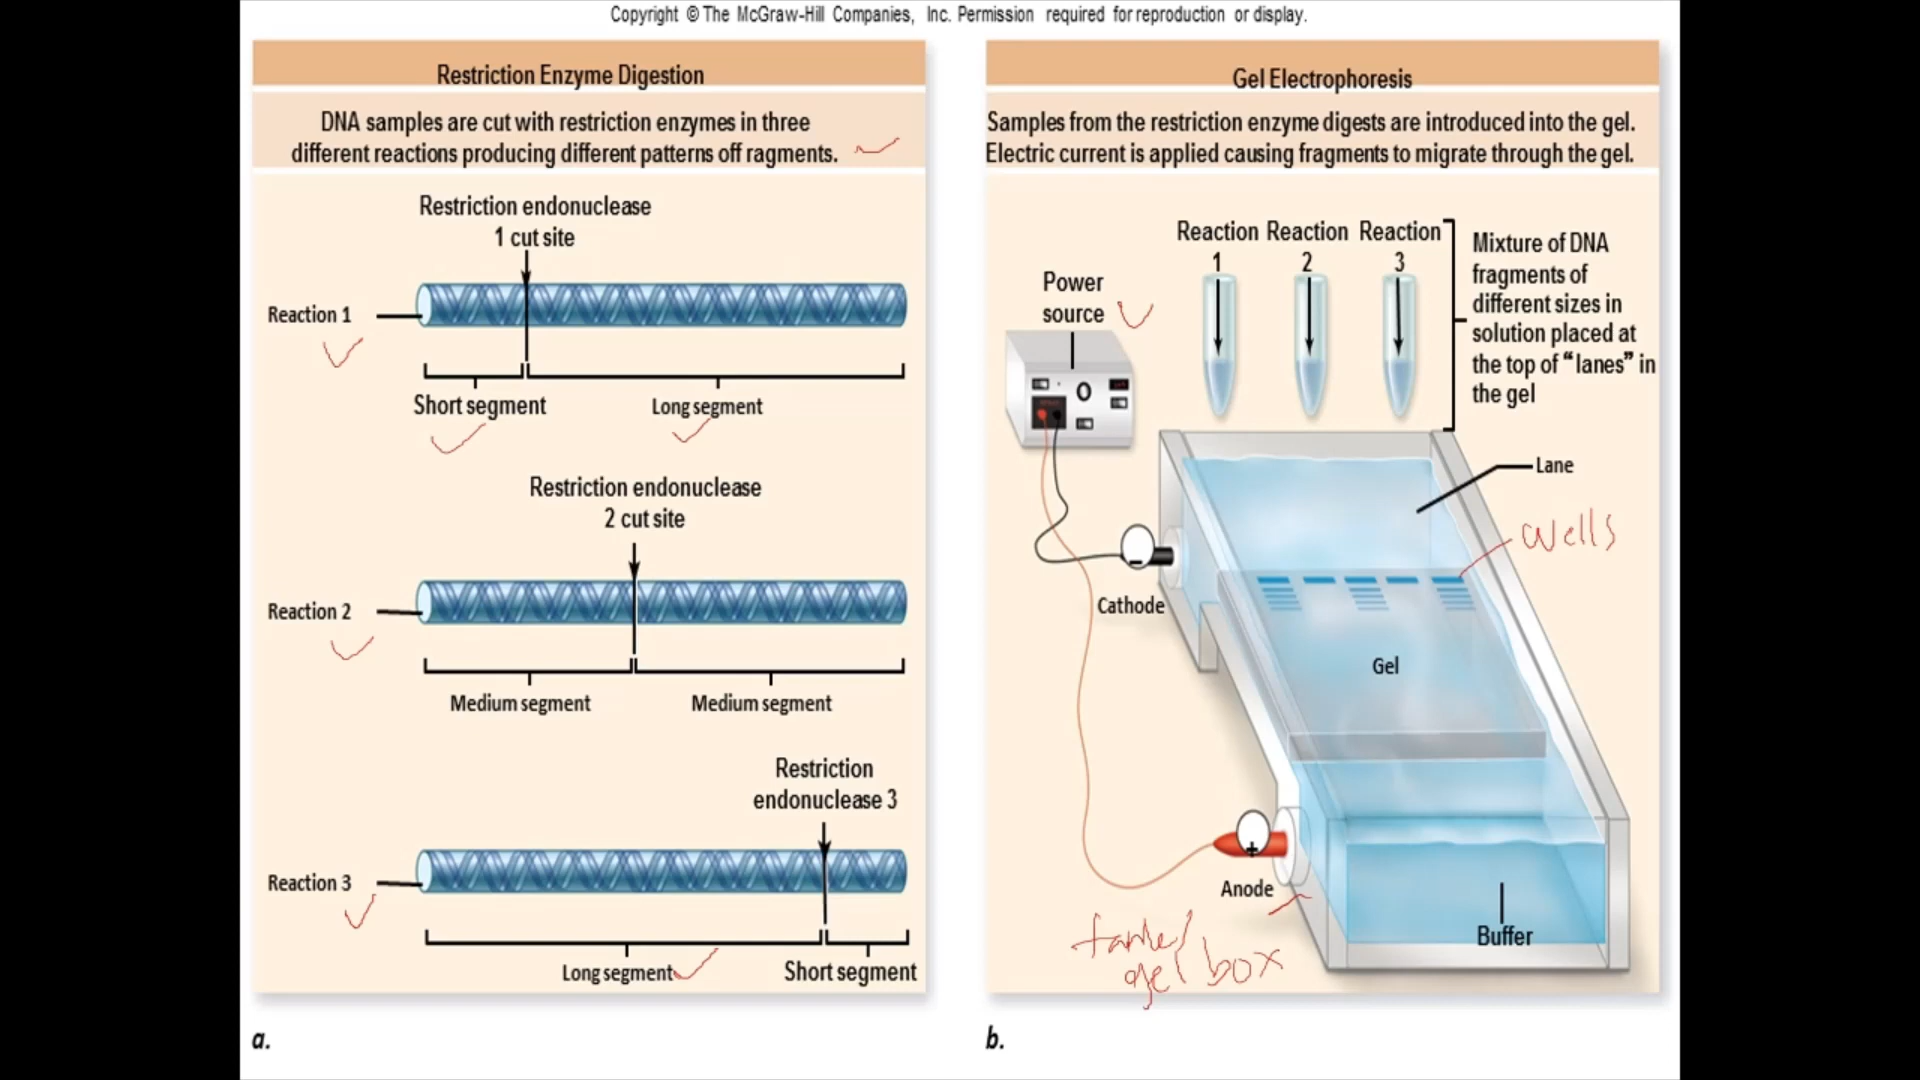 Copyright © The McGraw-Hill Companies, Inc. Permission required for reproduction or display.
Restriction Enzyme Digestion
DNA samples are cut with restriction enzymes in three
different reactions producing different patterns off ragments.
Restriction endonuclease
1 cut site
Reaction 1
Short segment
Long segment
Restriction endonuclease
2 cut site
Reaction 2
Medium segment
Medium segment
Restriction
endonuclease 3
Reaction 3
Long segment
Short segment
a.
Gel Electrophoresis
Samples from the restriction enzyme digests are introduced into the gel.
Electric current is applied causing fragments to migrate through the gel.
Reaction Reaction Reaction
1 2 3
Mixture of DNA
fragments of
different sizes in
solution placed at
the top of “lanes” in
the gel
Power
source
Lane
wells
-
Cathode
Gel
+
Anode
gel box
Buffer
b.